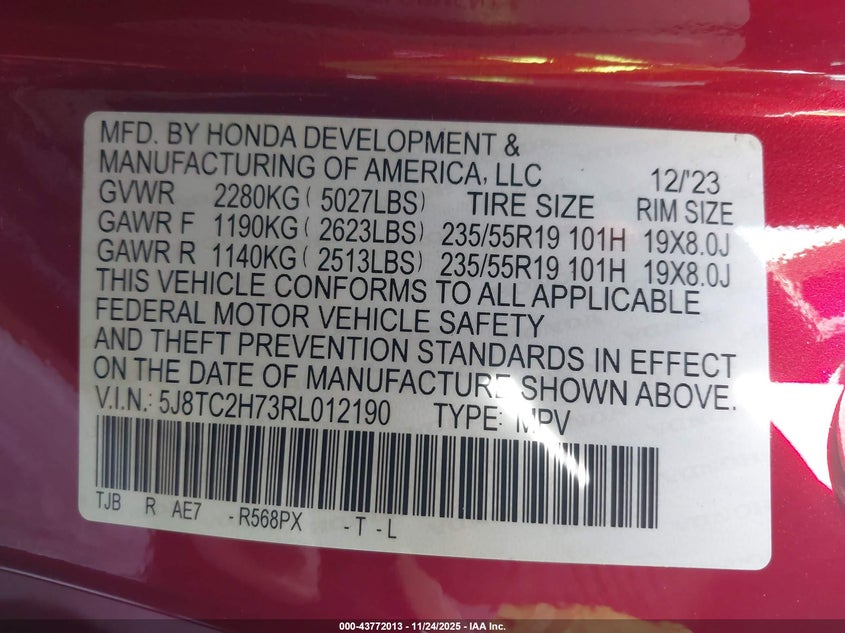 MFD. BY HONDA DEVELOPMENT &
MANUFACTURING OF AMERICA, LLC 12/'23
GVWR 2280KG ( 5027LBS) TIRE SIZE RIM SIZE
GAWR F 1190KG ( 2623LBS) 235/55R19 101H 19X8.0J
GAWR R 1140KG ( 2513LBS) 235/55R19 101H 19X8.0J
THIS VEHICLE CONFORMS TO ALL APPLICABLE
FEDERAL MOTOR VEHICLE SAFETY
AND THEFT PREVENTION STANDARDS IN EFFECT
ON THE DATE OF MANUFACTURE SHOWN ABOVE.
V.I.N.: 5J8TC2H73RL012190 TYPE: MPV
TJB R AE7 -R568PX -T -L
000-43772013 - 11/24/2025 - IAA Inc.